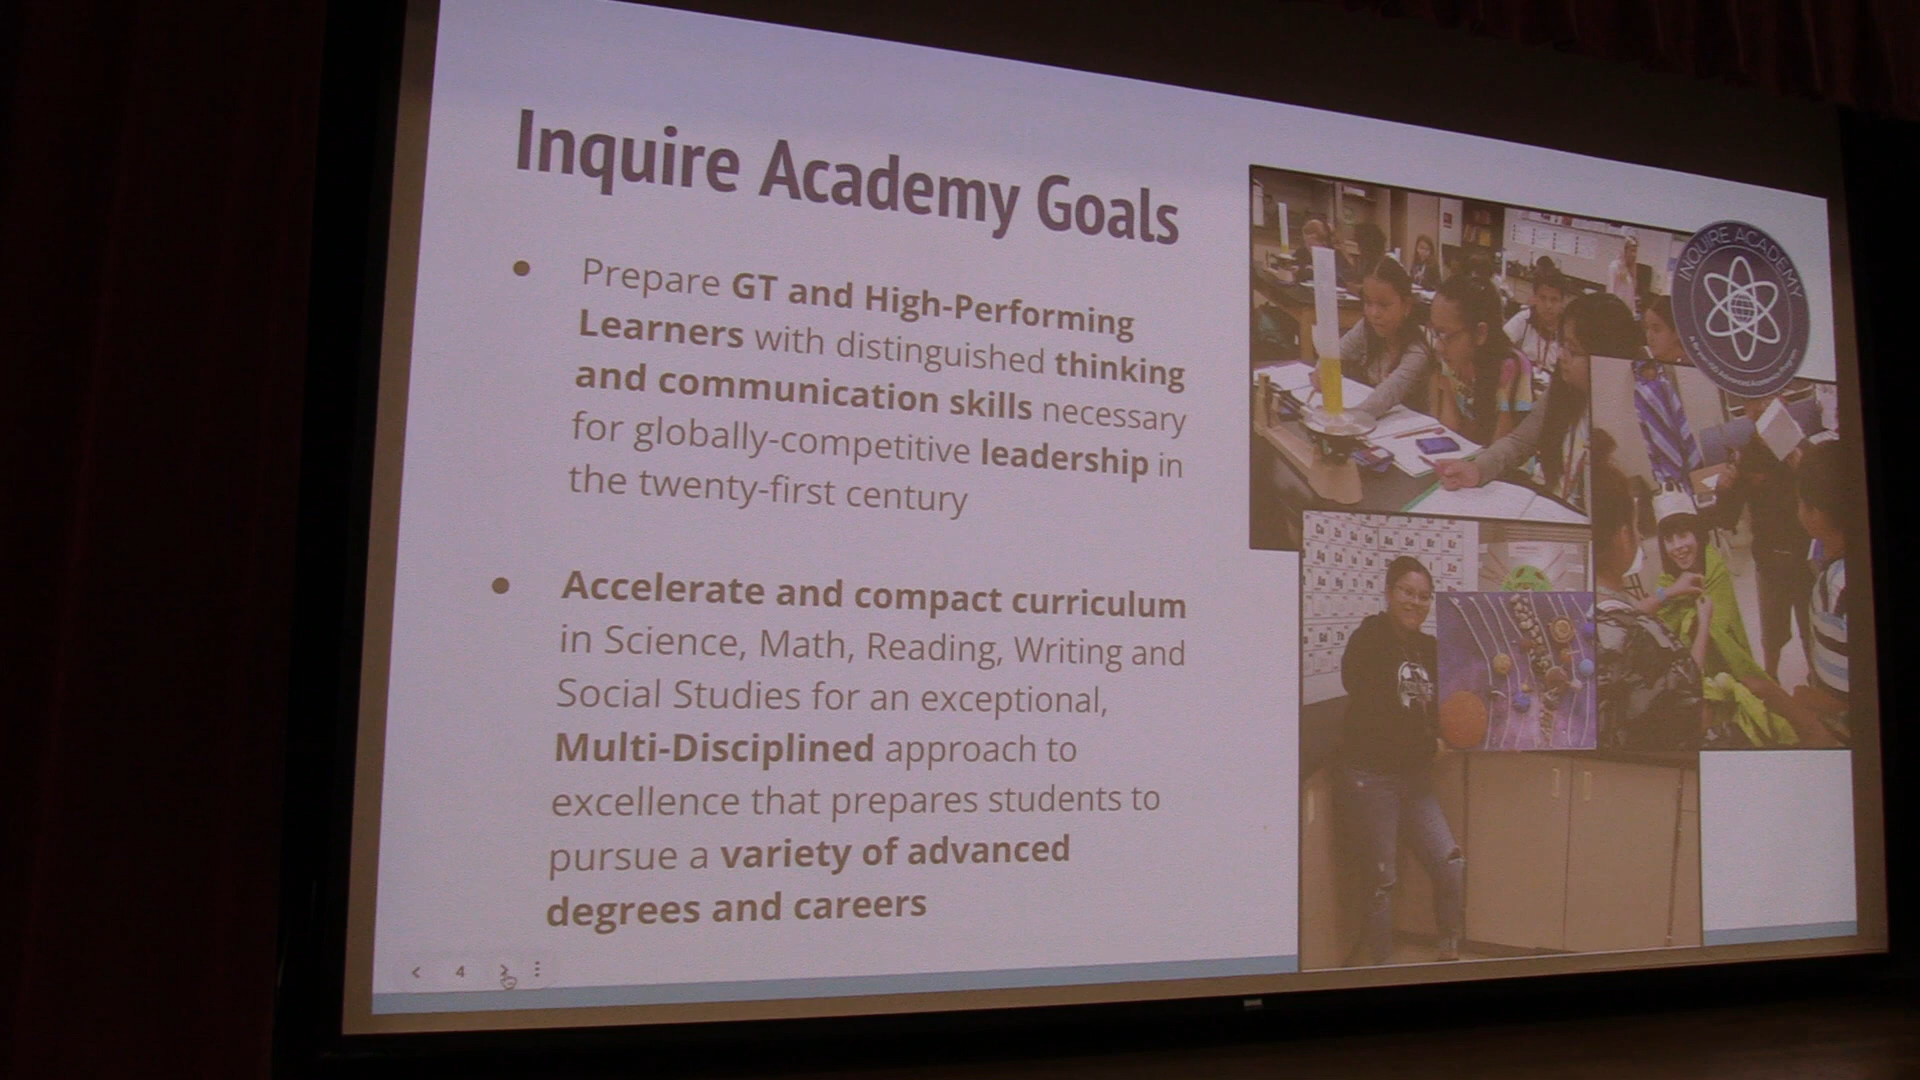 Inquire Academy Goals
● Prepare GT and High-Performing
Learners with distinguished thinking
and communication skills necessary
for globally-competitive leadership in
the twenty-first century
● Accelerate and compact curriculum
in Science, Math, Reading, Writing and
Social Studies for an exceptional,
Multi-Disciplined approach to
excellence that prepares students to
pursue a variety of advanced
degrees and careers
INQUIRE ACADEMY
4